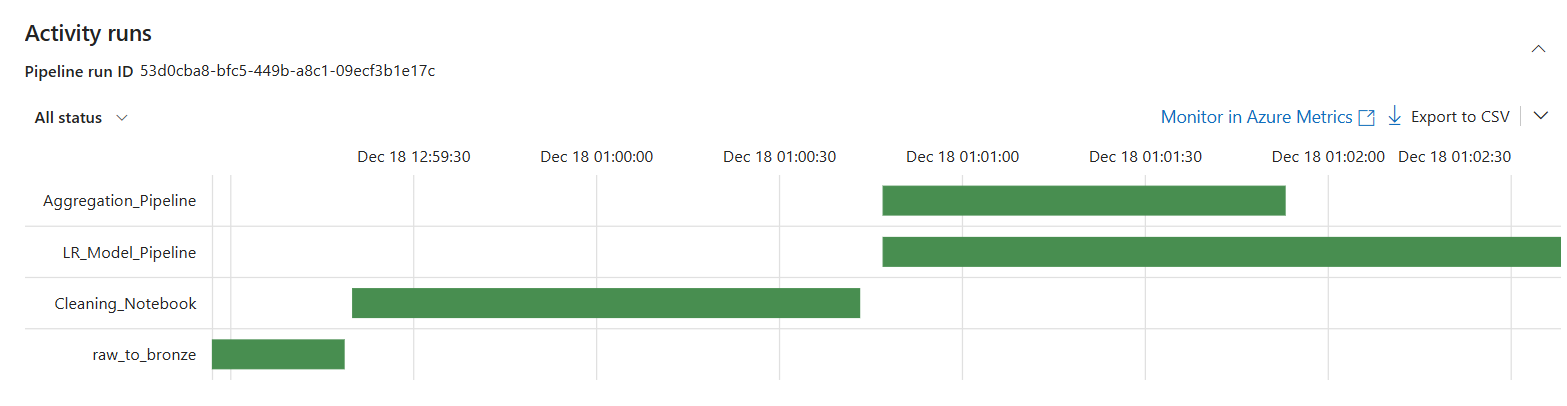 Activity runs
Pipeline run ID 53d0cba8-bfc5-449b-a8c1-09ecf3b1e17c
All status
Monitor in Azure Metrics Export to CSV
Dec 18 12:59:30 Dec 18 01:00:00 Dec 18 01:00:30 Dec 18 01:01:00 Dec 18 01:01:30 Dec 18 01:02:00 Dec 18 01:02:30
Aggregation_Pipeline
LR_Model_Pipeline
Cleaning_Notebook
raw_to_bronze